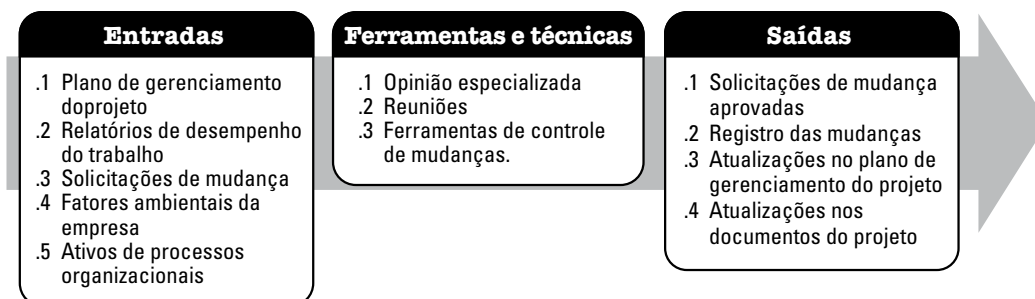 Entradas
.1 Plano de gerenciamento
doprojeto
.2 Relatórios de desempenho
do trabalho
.3 Solicitações de mudança
.4 Fatores ambientais da
empresa
.5 Ativos de processos
organizacionais
Ferramentas e técnicas
.1 Opinião especializada
.2 Reuniões
.3 Ferramentas de controle
de mudanças.
Saídas
.1 Solicitações de mudança
aprovadas
.2 Registro das mudanças
.3 Atualizações no plano de
gerenciamento do projeto
.4 Atualizações nos
documentos do projeto